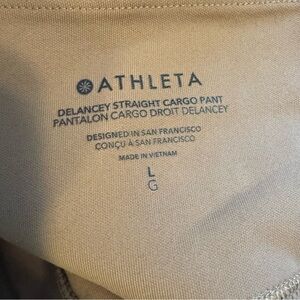 ATHLETA
DELANCEY STRAIGHT CARGO PANT
PANTALON CARGO DROIT DELANCEY
DESIGNED IN SAN FRANCISCO
CONÇU À SAN FRANCISCO
MADE IN VIETNAM
L
G